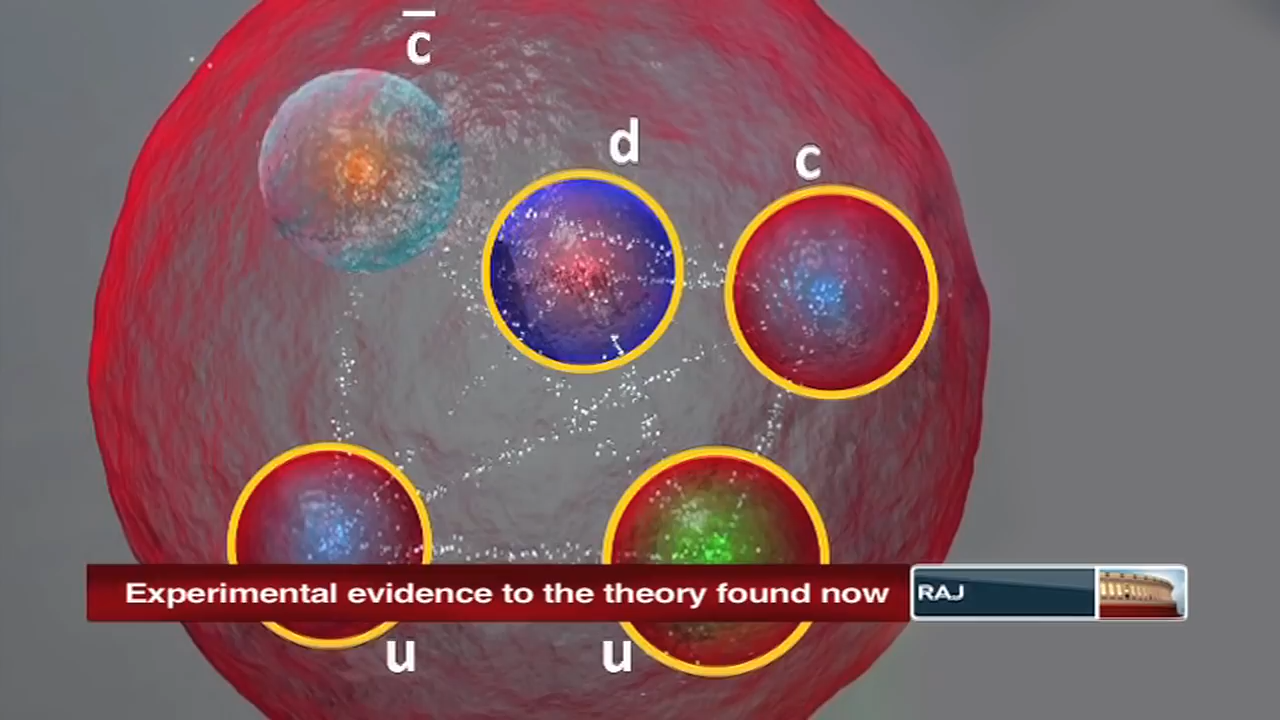 c̄
d
c
Experimental evidence to the theory found now
RAJ
u
u